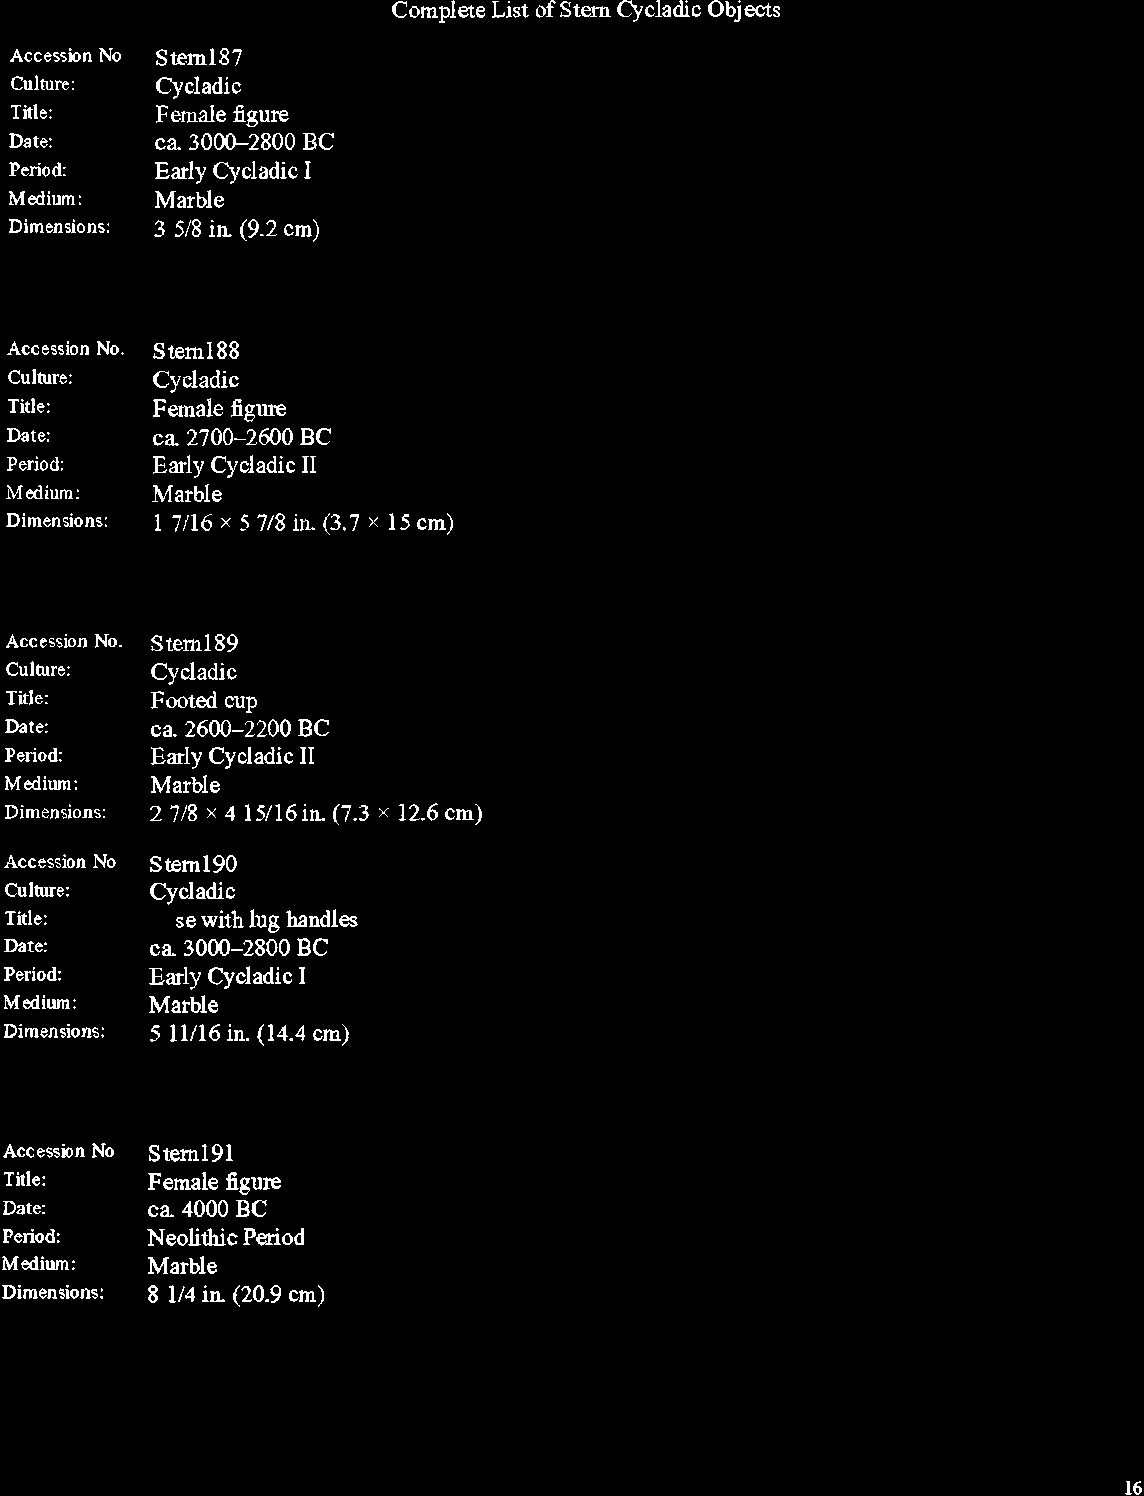 Complete List of Stern Cycladic Objects
Accession No Stern187
Culture: Cycladic
Title: Female figure
Date: ca. 3000–2800 BC
Period: Early Cycladic I
Medium: Marble
Dimensions: 3 5/8 in. (9.2 cm)
Accession No. Stern188
Culture: Cycladic
Title: Female figure
Date: ca. 2700–2600 BC
Period: Early Cycladic II
Medium: Marble
Dimensions: 1 7/16 × 5 7/8 in. (3.7 × 15 cm)
Accession No. Stern189
Culture: Cycladic
Title: Footed cup
Date: ca. 2600–2200 BC
Period: Early Cycladic II
Medium: Marble
Dimensions: 2 7/8 × 4 15/16 in. (7.3 × 12.6 cm)
Accession No Stern190
Culture: Cycladic
Title: se with lug handles
Date: ca. 3000–2800 BC
Period: Early Cycladic I
Medium: Marble
Dimensions: 5 11/16 in. (14.4 cm)
Accession No Stern191
Title: Female figure
Date: ca. 4000 BC
Period: Neolithic Period
Medium: Marble
Dimensions: 8 1/4 in. (20.9 cm)
16